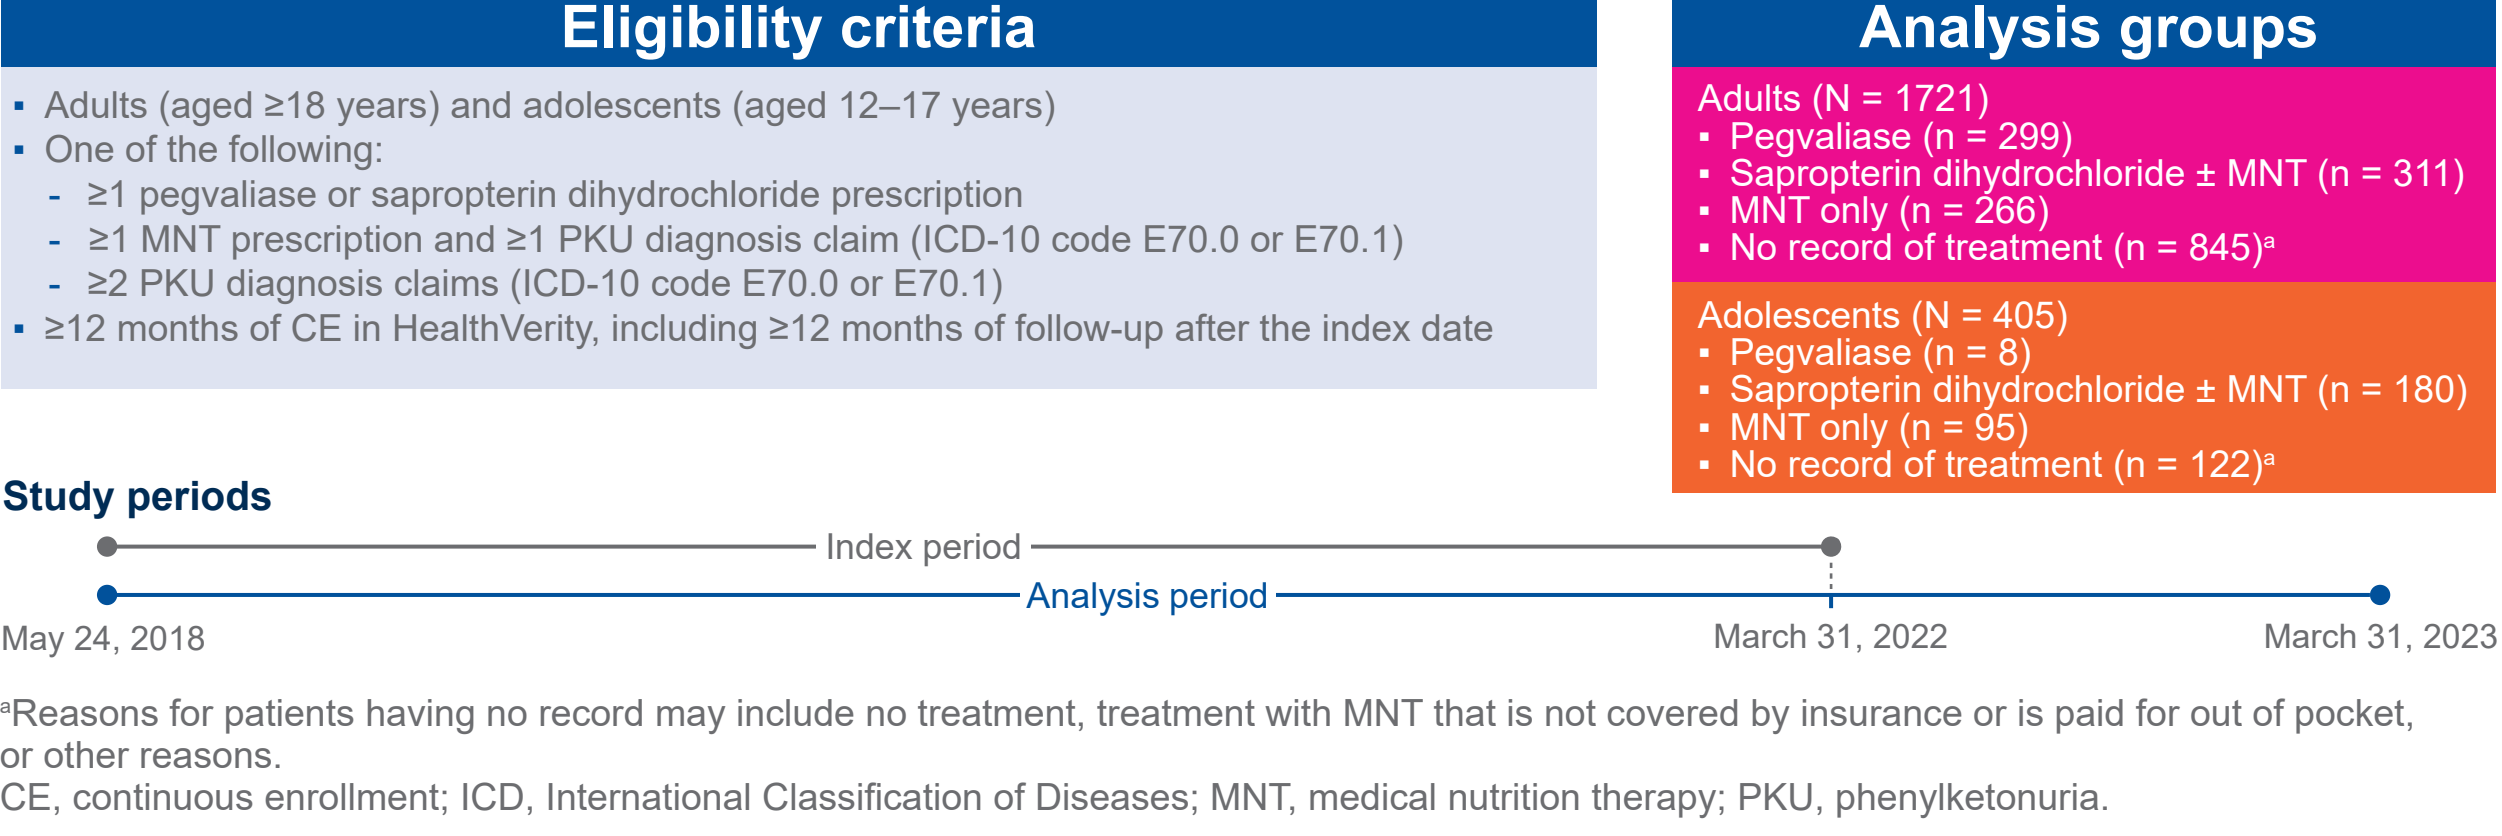 Eligibility criteria
▪ Adults (aged ≥18 years) and adolescents (aged 12–17 years)
▪ One of the following:
- ≥1 pegvaliase or sapropterin dihydrochloride prescription
- ≥1 MNT prescription and ≥1 PKU diagnosis claim (ICD-10 code E70.0 or E70.1)
- ≥2 PKU diagnosis claims (ICD-10 code E70.0 or E70.1)
▪ ≥12 months of CE in HealthVerity, including ≥12 months of follow-up after the index date
Analysis groups
Adults (N = 1721)
▪ Pegvaliase (n = 299)
▪ Sapropterin dihydrochloride ± MNT (n = 311)
▪ MNT only (n = 266)
▪ No record of treatment (n = 845)ᵃ
Adolescents (N = 405)
▪ Pegvaliase (n = 8)
▪ Sapropterin dihydrochloride ± MNT (n = 180)
▪ MNT only (n = 95)
▪ No record of treatment (n = 122)ᵃ
Study periods
Index period
Analysis period
May 24, 2018
March 31, 2022
March 31, 2023
ᵃReasons for patients having no record may include no treatment, treatment with MNT that is not covered by insurance or is paid for out of pocket,
or other reasons.
CE, continuous enrollment; ICD, International Classification of Diseases; MNT, medical nutrition therapy; PKU, phenylketonuria.